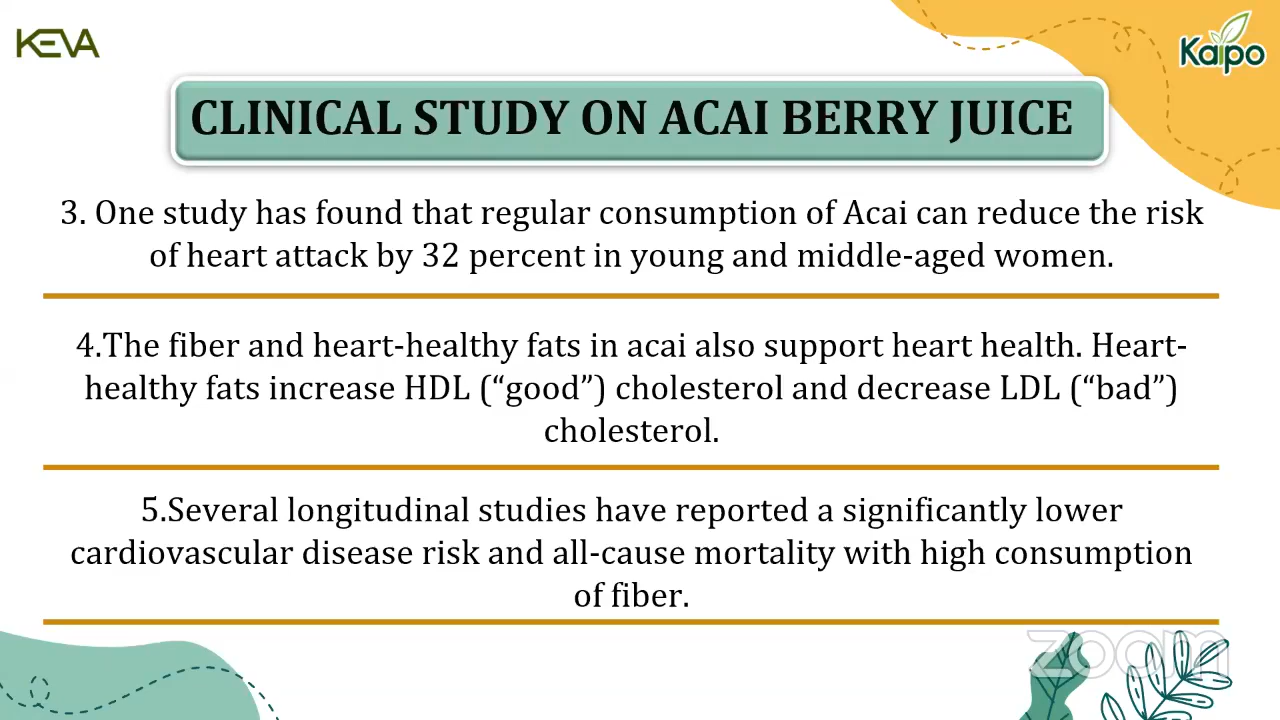 KEVA
Kaipo
CLINICAL STUDY ON ACAI BERRY JUICE
3. One study has found that regular consumption of Acai can reduce the risk
of heart attack by 32 percent in young and middle-aged women.
4.The fiber and heart-healthy fats in acai also support heart health. Heart-
healthy fats increase HDL (“good”) cholesterol and decrease LDL (“bad”)
cholesterol.
5.Several longitudinal studies have reported a significantly lower
cardiovascular disease risk and all-cause mortality with high consumption
of fiber.
zoom